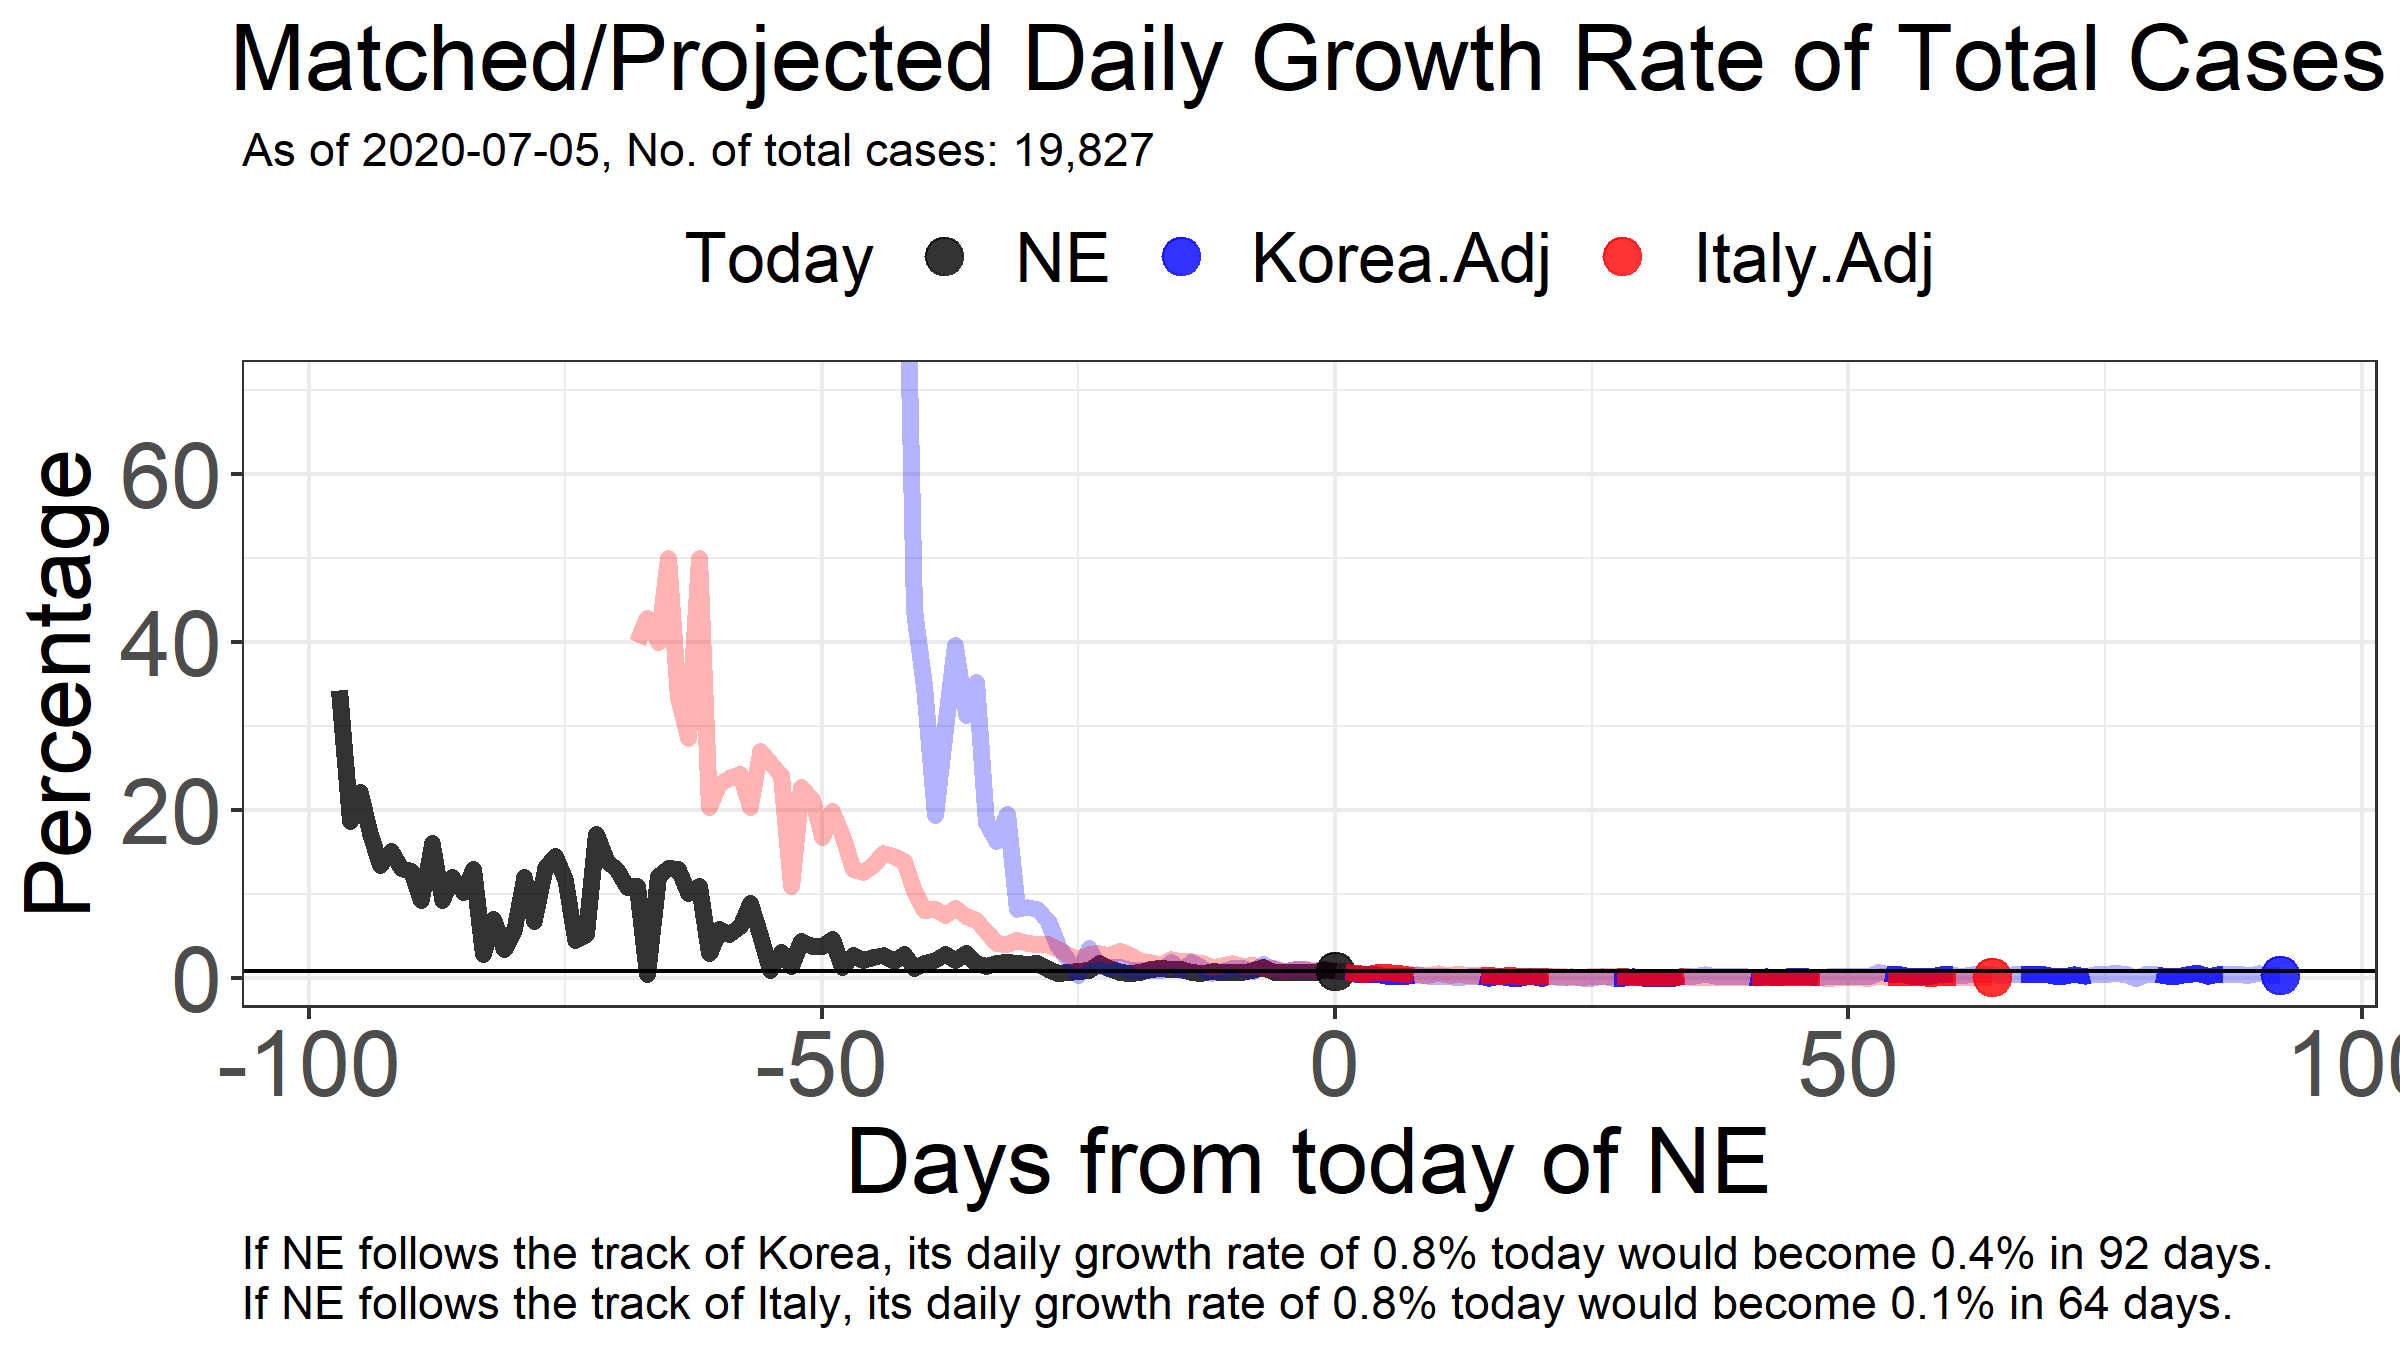 Matched/Projected Daily Growth Rate of Total Cases
As of 2020-07-05, No. of total cases: 19,827
Today NE Korea.Adj Italy.Adj
Percentage
60
40
20
0
-100 -50 0 50 100
Days from today of NE
If NE follows the track of Korea, its daily growth rate of 0.8% today would become 0.4% in 92 days.
If NE follows the track of Italy, its daily growth rate of 0.8% today would become 0.1% in 64 days.